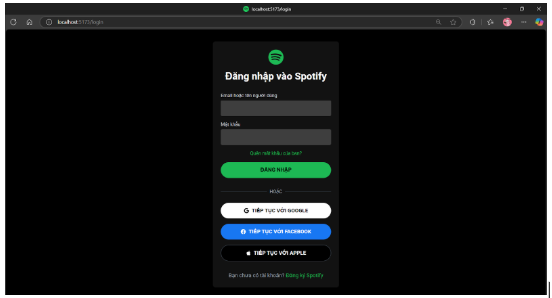 localhost:5173/login
localhost:5173/login
Đăng nhập vào Spotify
Email hoặc tên người dùng
Mật khẩu
Quên mật khẩu của bạn?
ĐĂNG NHẬP
HOẶC
TIẾP TỤC VỚI GOOGLE
TIẾP TỤC VỚI FACEBOOK
TIẾP TỤC VỚI APPLE
Bạn chưa có tài khoản? Đăng ký Spotify